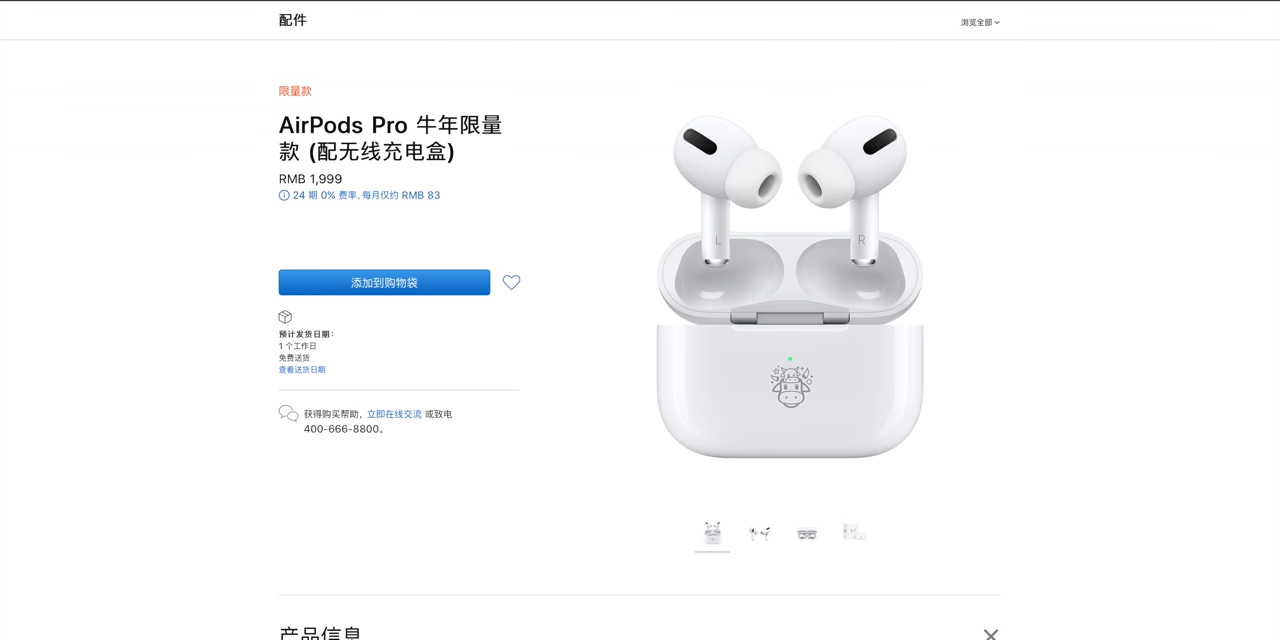 配件
浏览全部
限量款
AirPods Pro 牛年限量
款 (配无线充电盒)
RMB 1,999
24 期 0% 费率, 每月仅约 RMB 83
添加到购物袋
预计发货日期：
1 个工作日
免费送货
查看送货日期
获得购买帮助，立即在线交流 或致电
400-666-8800。
L
R
产品信息